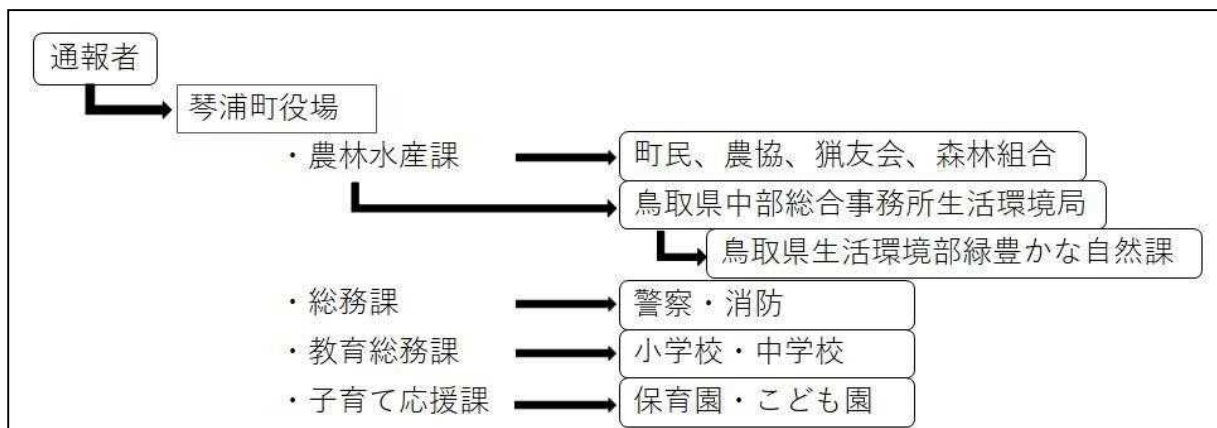 通報者
琴浦町役場
・農林水産課 町民、農協、猟友会、森林組合
鳥取県中部総合事務所生活環境局
鳥取県生活環境部緑豊かな自然課
・総務課 警察・消防
・教育総務課 小学校・中学校
・子育て応援課 保育園・こども園